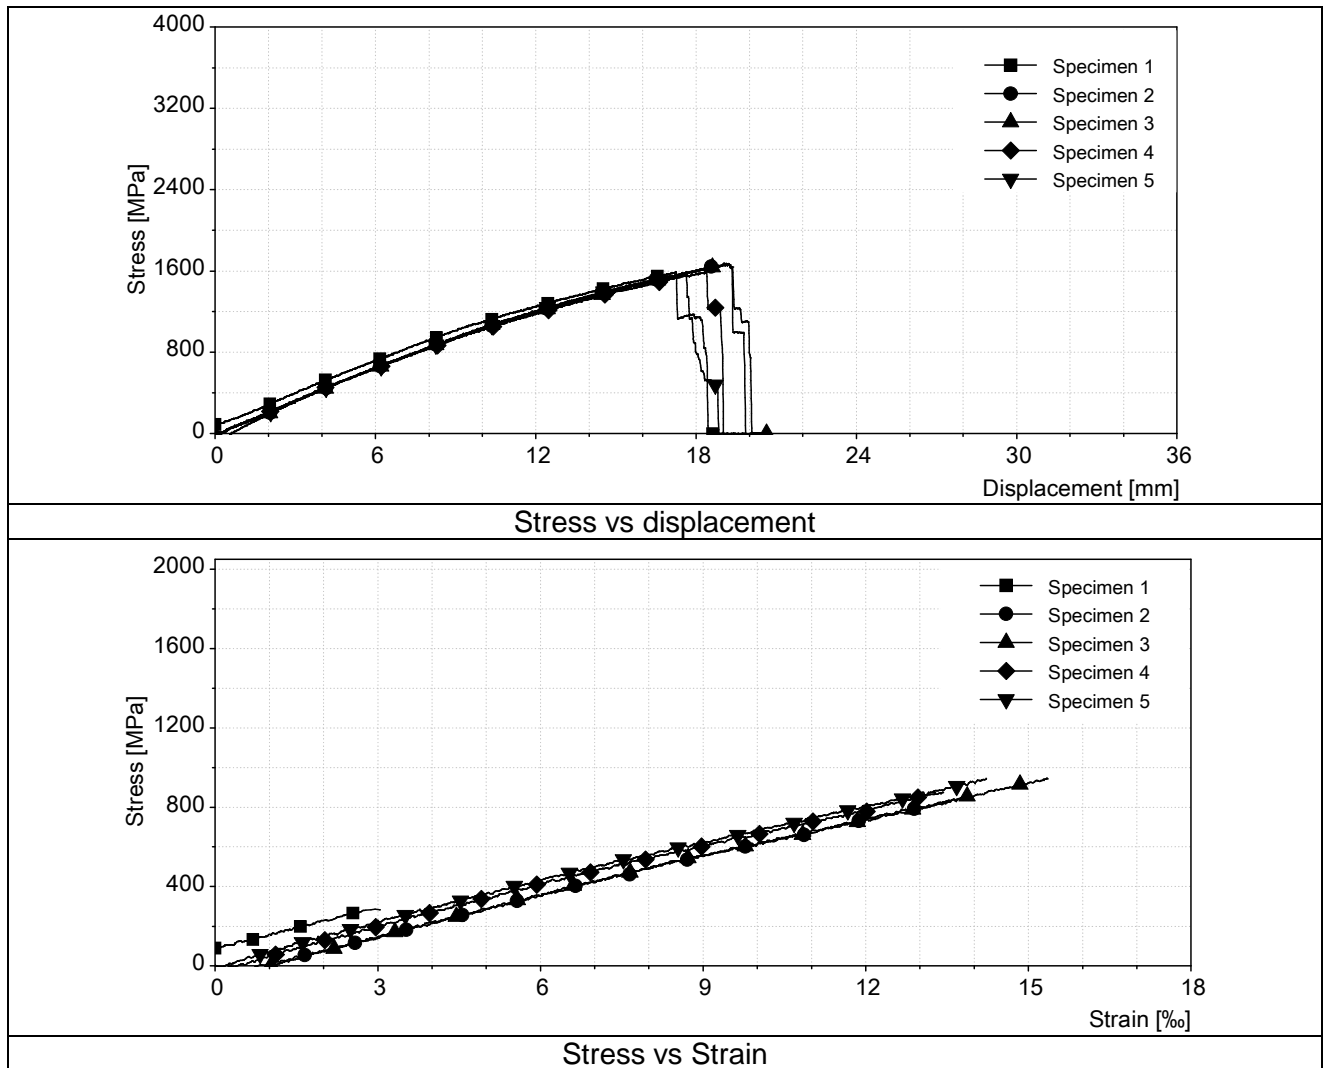 4000
3200
2400
1600
800
0
Stress [MPa]
Specimen 1
Specimen 2
Specimen 3
Specimen 4
Specimen 5
0 6 12 18 24 30 36
Displacement [mm]
Stress vs displacement
2000
1600
1200
800
400
0
Stress [MPa]
Specimen 1
Specimen 2
Specimen 3
Specimen 4
Specimen 5
0 3 6 9 12 15 18
Strain [‰]
Stress vs Strain